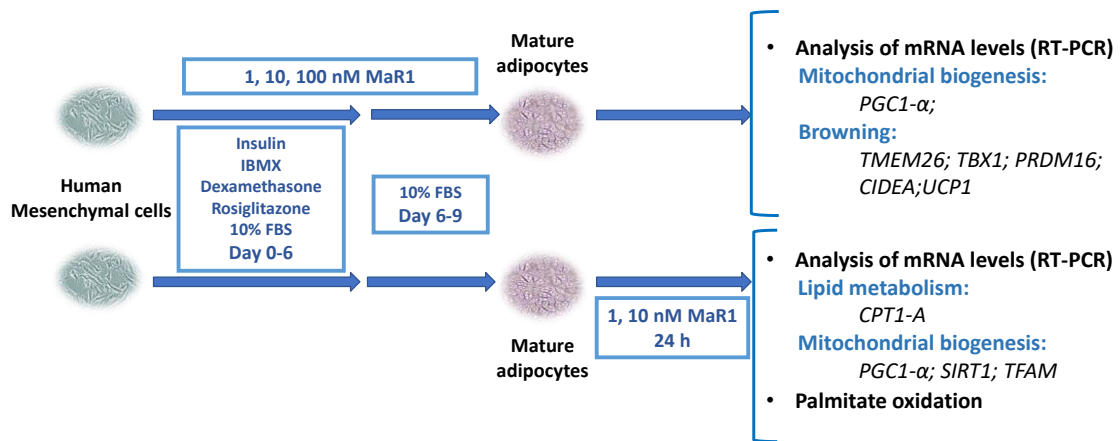 Mature
adipocytes
1, 10, 100 nM MaR1
Human
Mesenchymal cells
Insulin
IBMX
Dexamethasone
Rosiglitazone
10% FBS
Day 0-6
10% FBS
Day 6-9
Mature
adipocytes
1, 10 nM MaR1
24 h
• Analysis of mRNA levels (RT-PCR)
Mitochondrial biogenesis:
PGC1-α;
Browning:
TMEM26; TBX1; PRDM16;
CIDEA;UCP1
• Analysis of mRNA levels (RT-PCR)
Lipid metabolism:
CPT1-A
Mitochondrial biogenesis:
PGC1-α; SIRT1; TFAM
• Palmitate oxidation